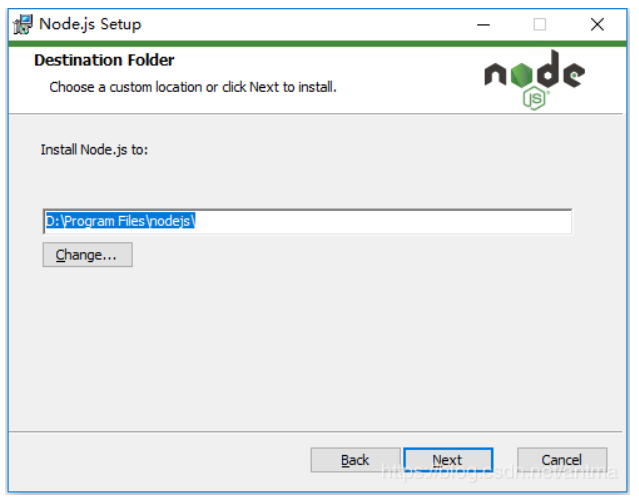 Node.js Setup
Destination Folder
Choose a custom location or click Next to install.
node
JS
Install Node.js to:
D:\Program Files\nodejs\
Change...
Back
Next
Cancel
https://blog.csdn.net/antma